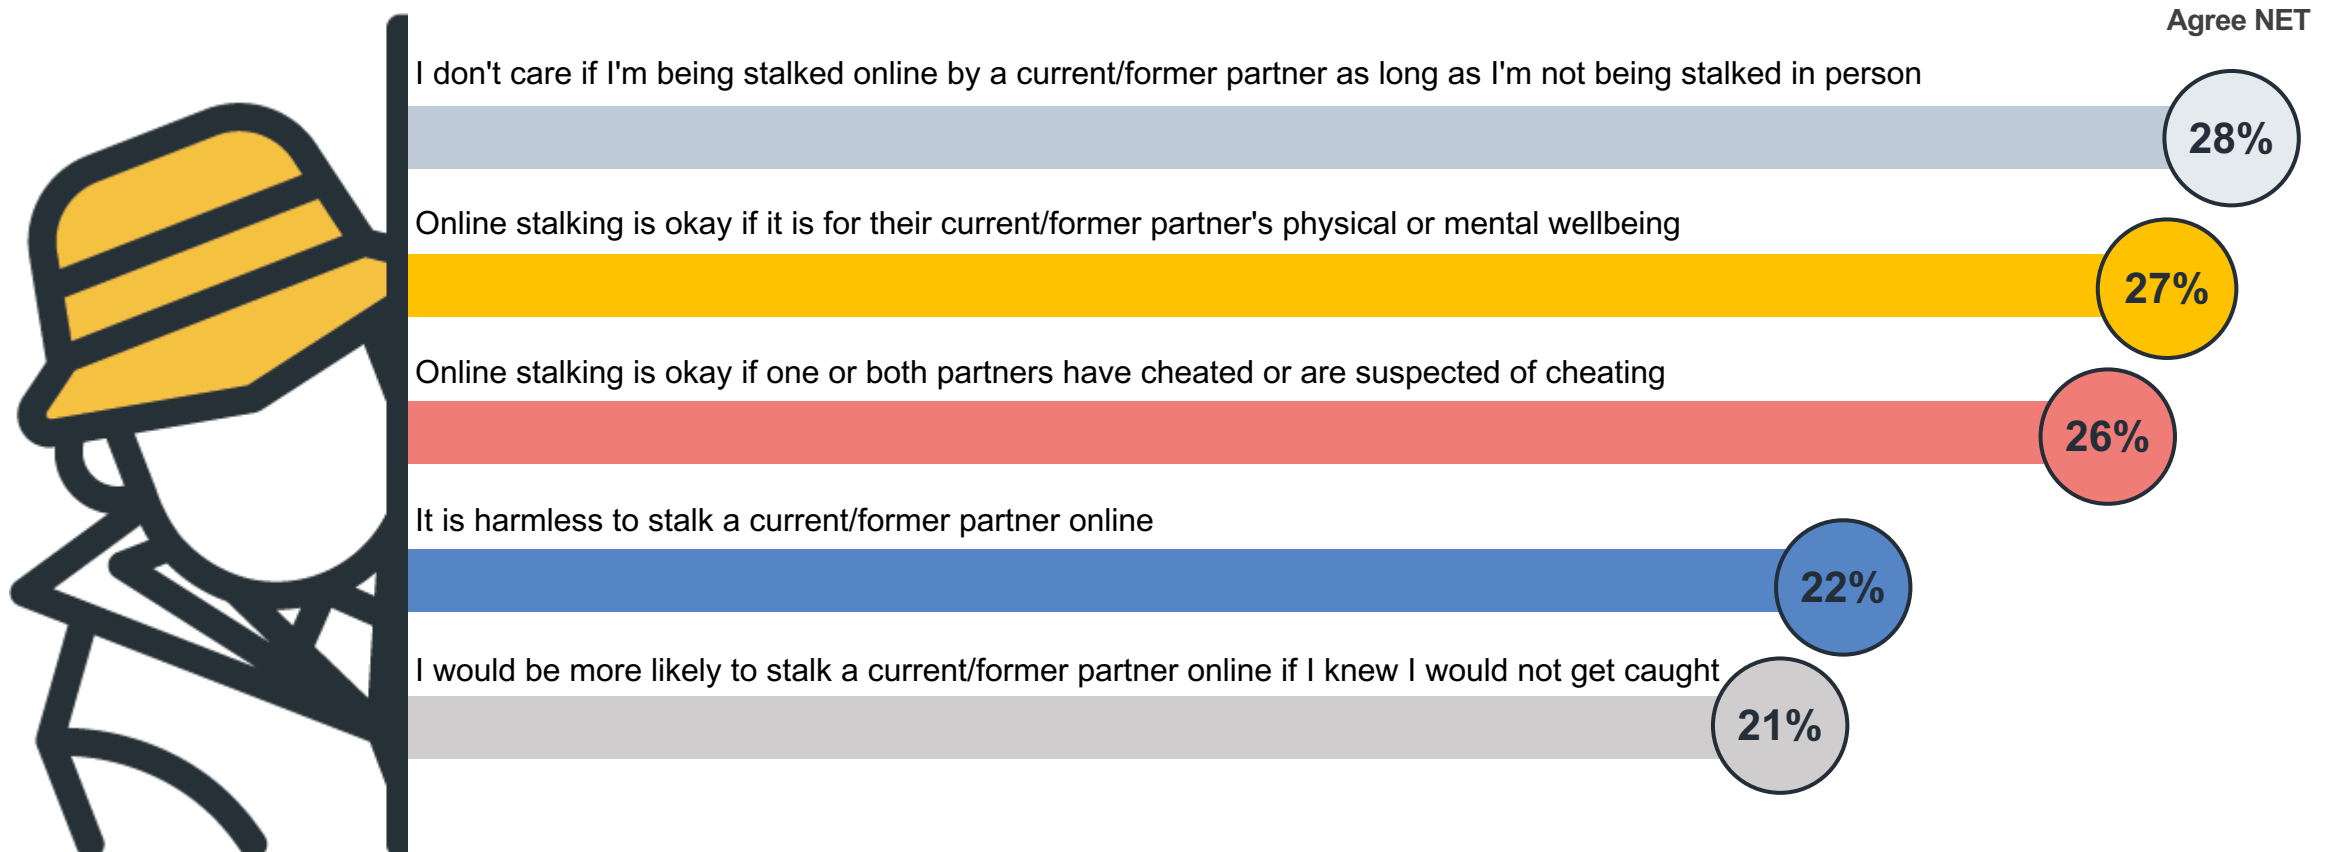 Agree NET
I don't care if I'm being stalked online by a current/former partner as long as I'm not being stalked in person
28%
Online stalking is okay if it is for their current/former partner's physical or mental wellbeing
27%
Online stalking is okay if one or both partners have cheated or are suspected of cheating
26%
It is harmless to stalk a current/former partner online
22%
I would be more likely to stalk a current/former partner online if I knew I would not get caught
21%